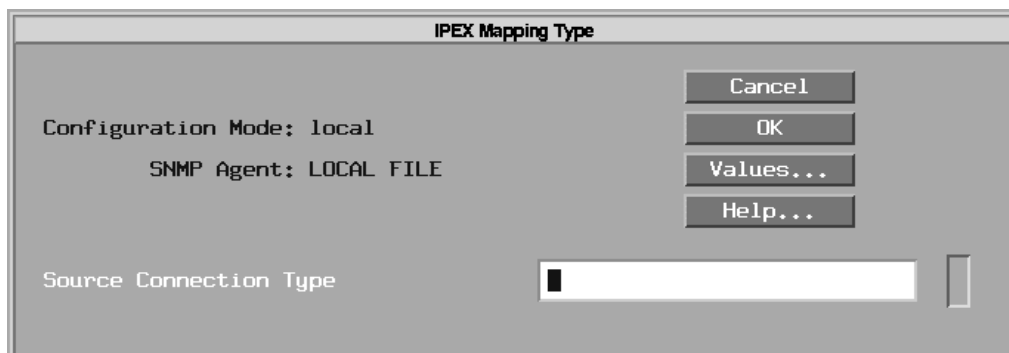 IPEX Mapping Type
Cancel
Configuration Mode: local
OK
SNMP Agent: LOCAL FILE
Values...
Help...
Source Connection Type